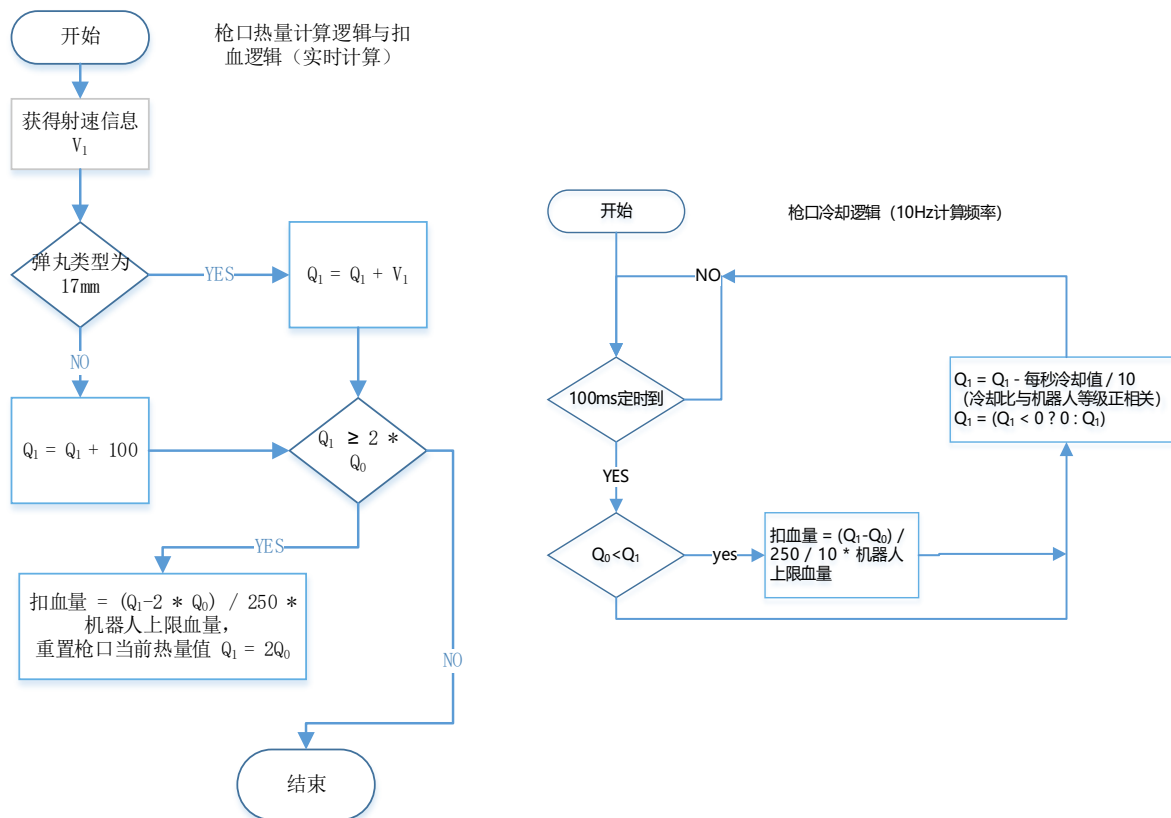 开始
枪口热量计算逻辑与扣
血逻辑（实时计算）
获得射速信息
V₁
弹丸类型为
17mm
YES
Q₁ = Q₁ + V₁
NO
Q₁ = Q₁ + 100
Q₁ ≥ 2 *
Q₀
YES
扣血量 = (Q₁-2 * Q₀) / 250 *
机器人上限血量，
重置枪口当前热量值 Q₁ = 2Q₀
NO
结束
开始
枪口冷却逻辑（10Hz计算频率）
NO
100ms定时到
Q₁ = Q₁ - 每秒冷却值 / 10
（冷却比与机器人等级正相关）
Q₁ = (Q₁ < 0 ? 0 : Q₁)
YES
Q₀<Q₁
yes
扣血量 = (Q₁-Q₀) /
250 / 10 * 机器人
上限血量